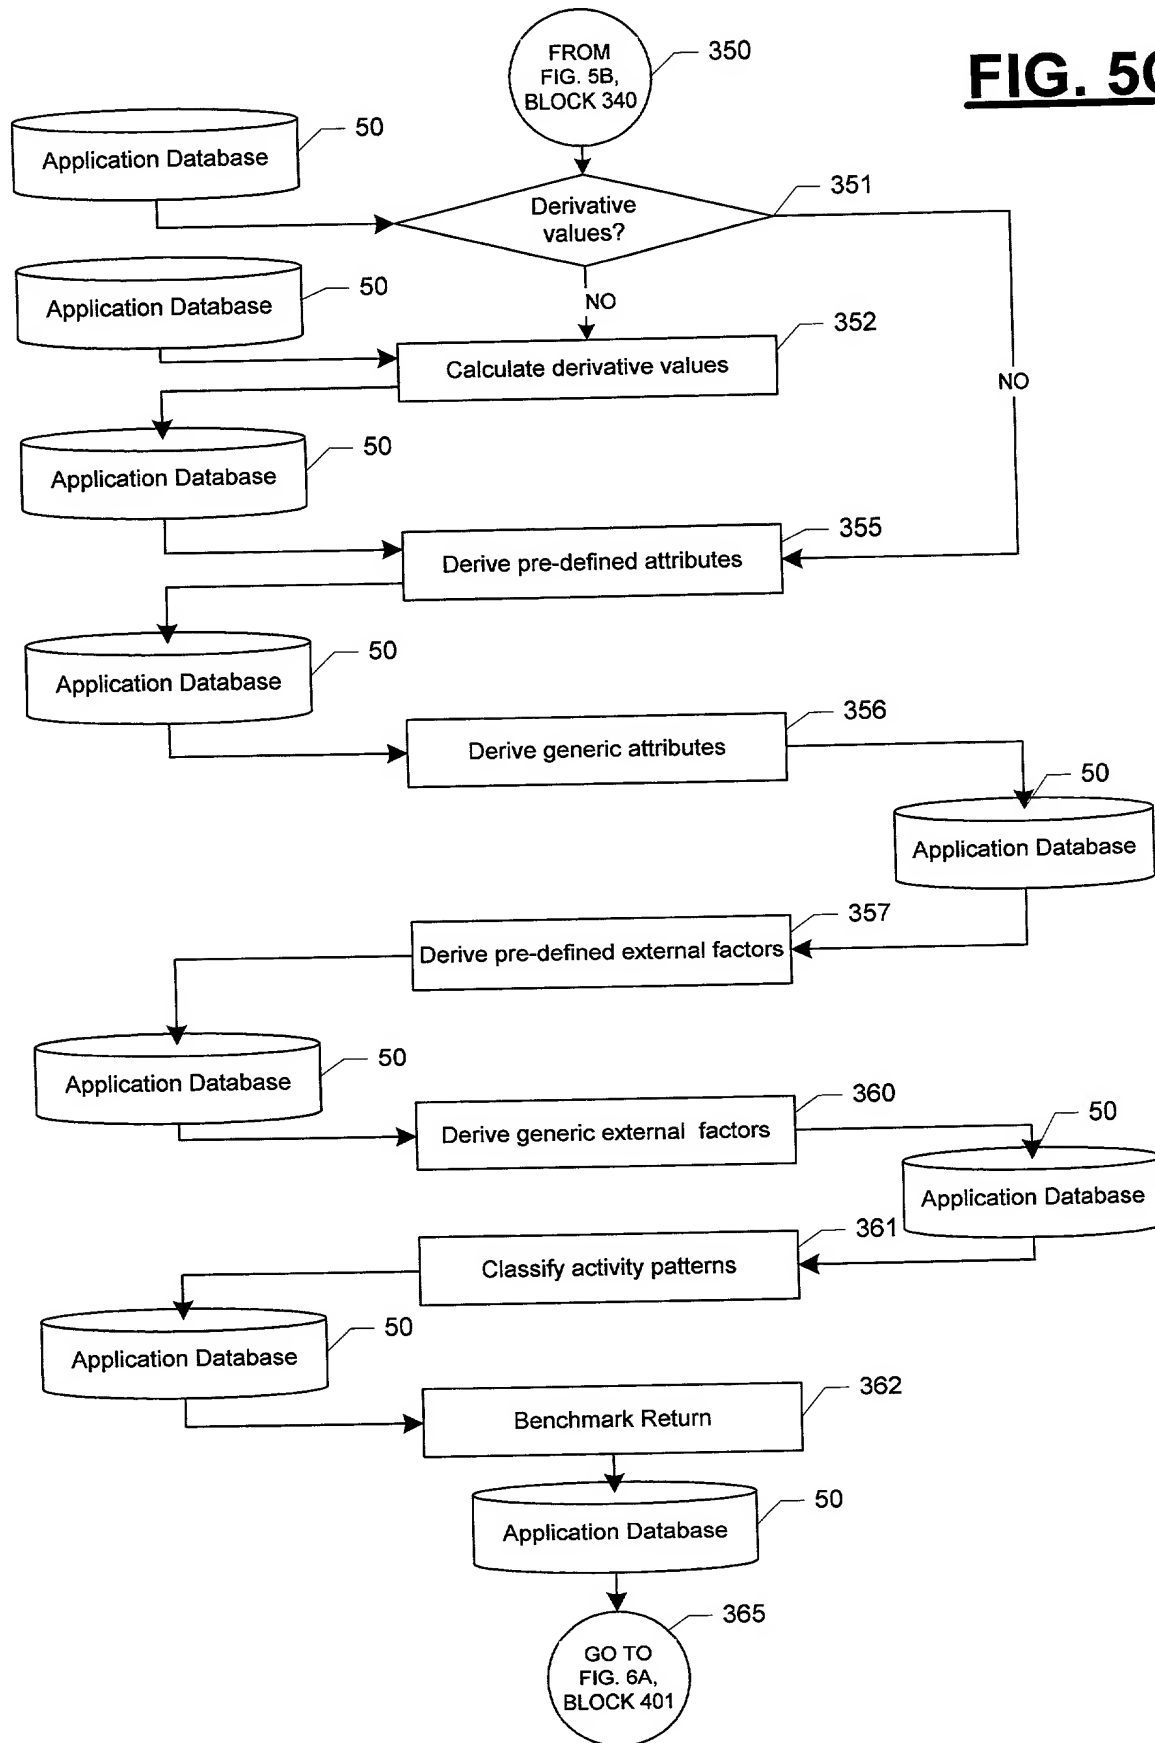 FROM
FIG. 5B,
BLOCK 340
350
FIG. 5C
Application Database
50
Derivative
values?
351
Application Database
50
NO
Calculate derivative values
352
NO
Application Database
50
Derive pre-defined attributes
355
Application Database
50
Derive generic attributes
356
50
Application Database
Derive pre-defined external factors
357
Application Database
50
Derive generic external factors
360
50
Application Database
Classify activity patterns
361
Application Database
50
Benchmark Return
362
Application Database
50
GO TO
FIG. 6A,
BLOCK 401
365